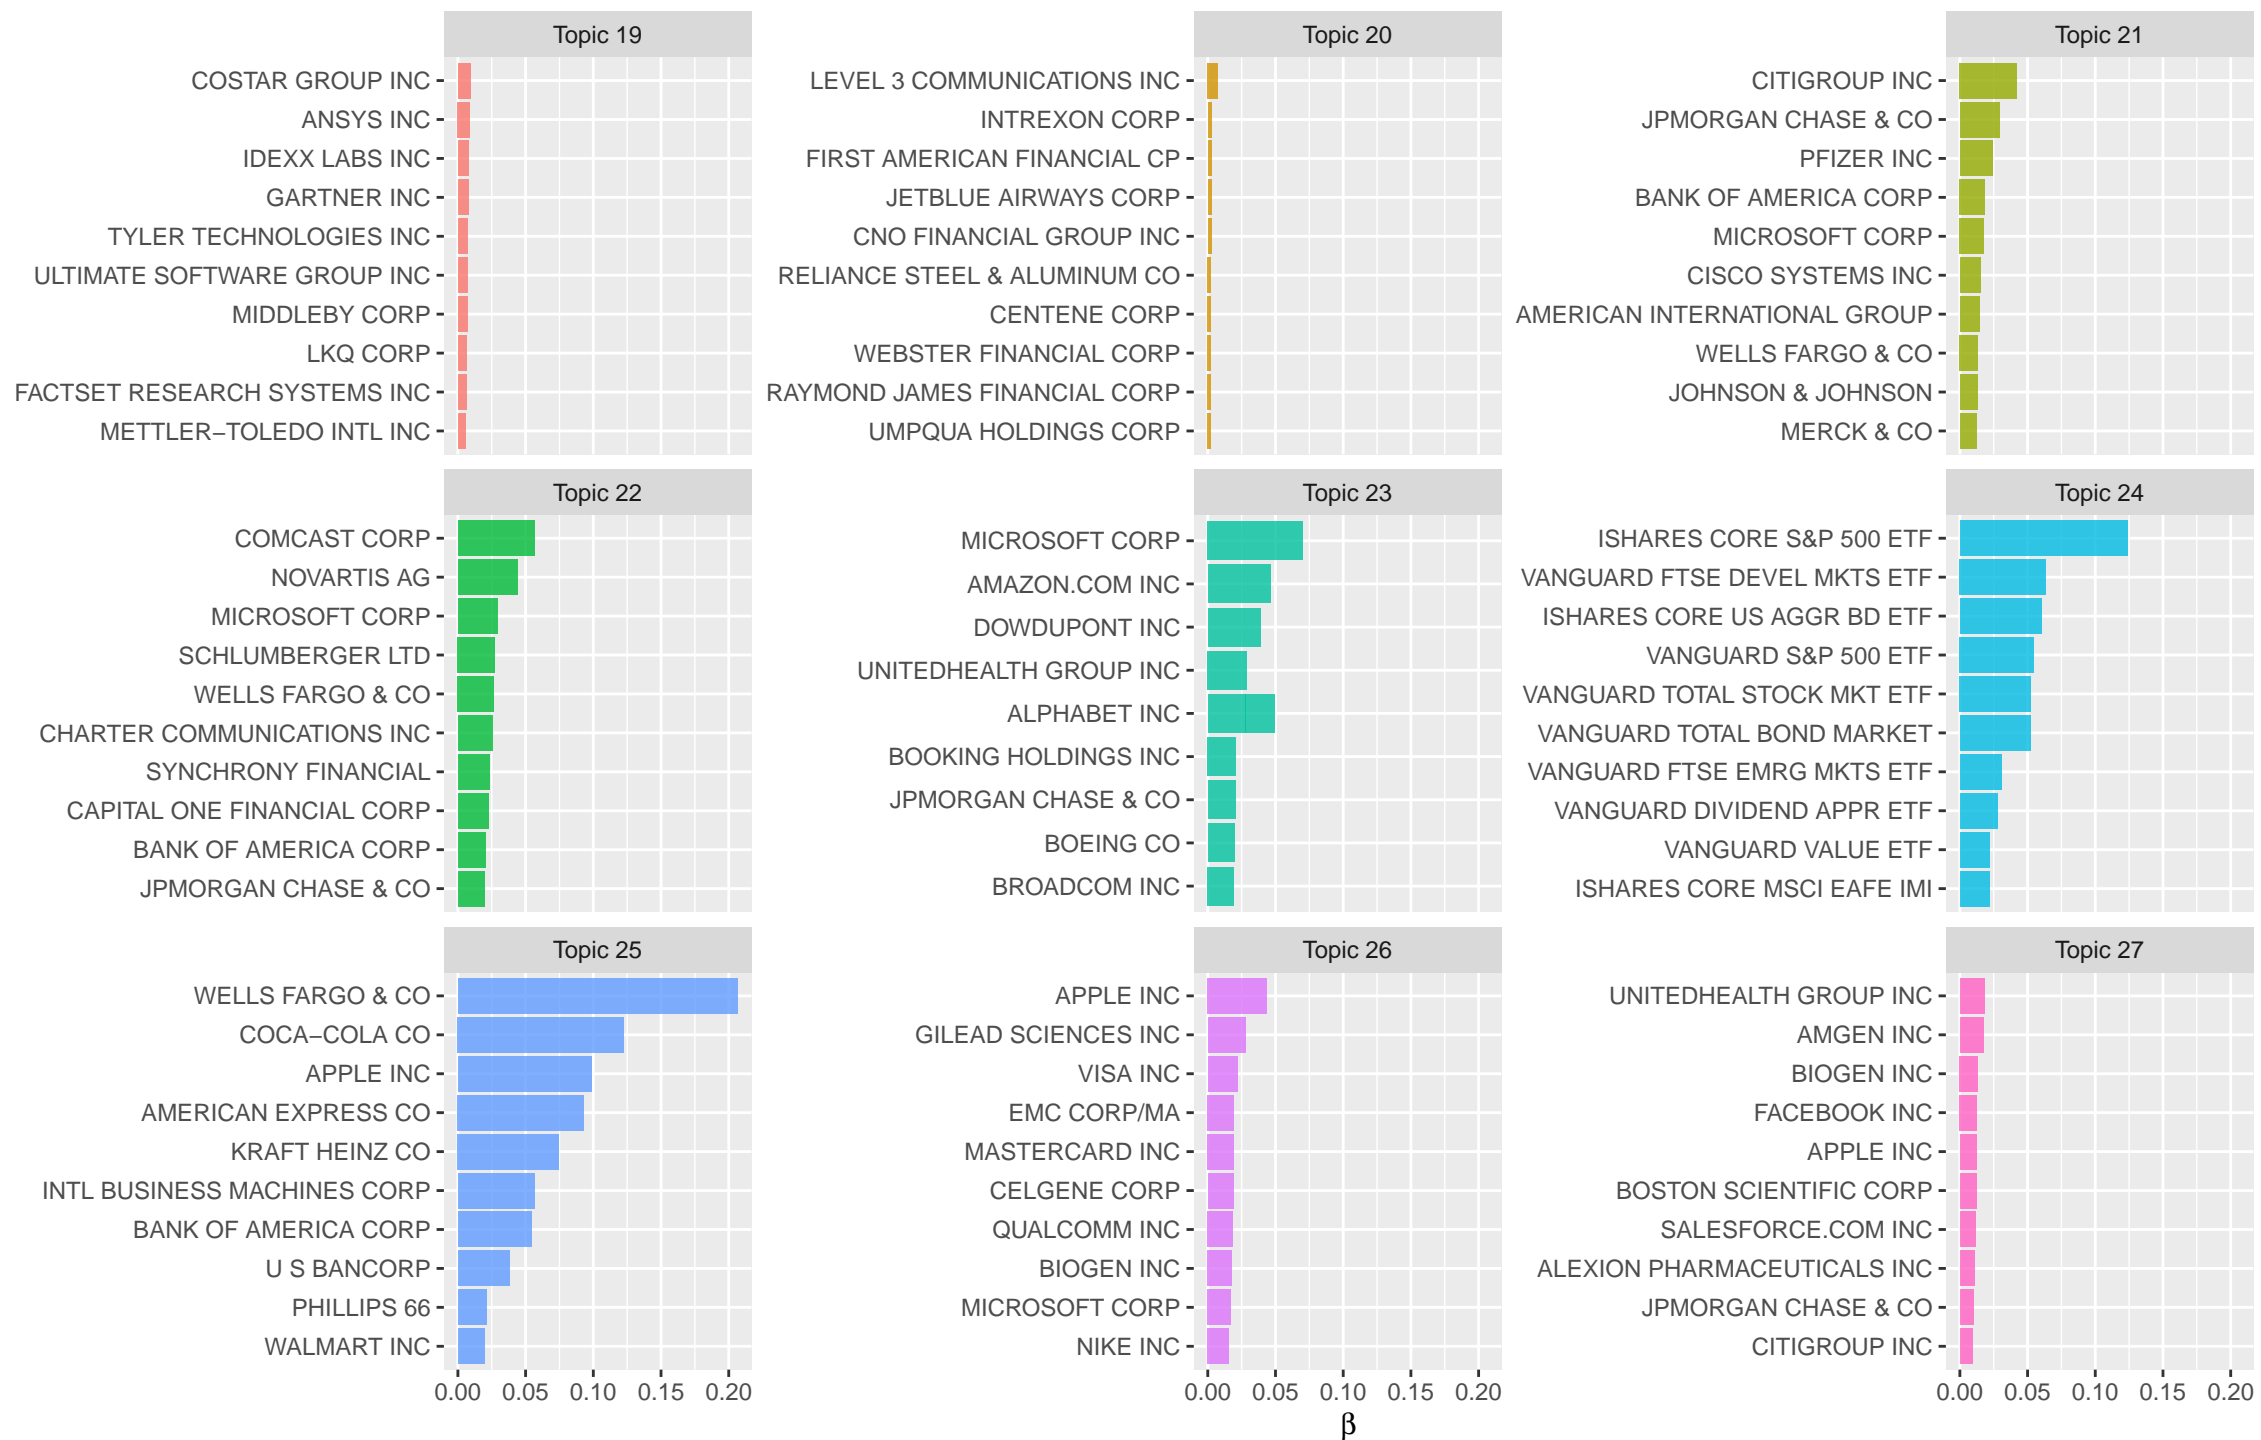 Topic 19
COSTAR GROUP INC
ANSYS INC
IDEXX LABS INC
GARTNER INC
TYLER TECHNOLOGIES INC
ULTIMATE SOFTWARE GROUP INC
MIDDLEBY CORP
LKQ CORP
FACTSET RESEARCH SYSTEMS INC
METTLER−TOLEDO INTL INC
Topic 20
LEVEL 3 COMMUNICATIONS INC
INTREXON CORP
FIRST AMERICAN FINANCIAL CP
JETBLUE AIRWAYS CORP
CNO FINANCIAL GROUP INC
RELIANCE STEEL & ALUMINUM CO
CENTENE CORP
WEBSTER FINANCIAL CORP
RAYMOND JAMES FINANCIAL CORP
UMPQUA HOLDINGS CORP
Topic 21
CITIGROUP INC
JPMORGAN CHASE & CO
PFIZER INC
BANK OF AMERICA CORP
MICROSOFT CORP
CISCO SYSTEMS INC
AMERICAN INTERNATIONAL GROUP
WELLS FARGO & CO
JOHNSON & JOHNSON
MERCK & CO
Topic 22
COMCAST CORP
NOVARTIS AG
MICROSOFT CORP
SCHLUMBERGER LTD
WELLS FARGO & CO
CHARTER COMMUNICATIONS INC
SYNCHRONY FINANCIAL
CAPITAL ONE FINANCIAL CORP
BANK OF AMERICA CORP
JPMORGAN CHASE & CO
Topic 23
MICROSOFT CORP
AMAZON.COM INC
DOWDUPONT INC
UNITEDHEALTH GROUP INC
ALPHABET INC
BOOKING HOLDINGS INC
JPMORGAN CHASE & CO
BOEING CO
BROADCOM INC
Topic 24
ISHARES CORE S&P 500 ETF
VANGUARD FTSE DEVEL MKTS ETF
ISHARES CORE US AGGR BD ETF
VANGUARD S&P 500 ETF
VANGUARD TOTAL STOCK MKT ETF
VANGUARD TOTAL BOND MARKET
VANGUARD FTSE EMRG MKTS ETF
VANGUARD DIVIDEND APPR ETF
VANGUARD VALUE ETF
ISHARES CORE MSCI EAFE IMI
Topic 25
WELLS FARGO & CO
COCA−COLA CO
APPLE INC
AMERICAN EXPRESS CO
KRAFT HEINZ CO
INTL BUSINESS MACHINES CORP
BANK OF AMERICA CORP
U S BANCORP
PHILLIPS 66
WALMART INC
0.00 0.05 0.10 0.15 0.20
Topic 26
APPLE INC
GILEAD SCIENCES INC
VISA INC
EMC CORP/MA
MASTERCARD INC
CELGENE CORP
QUALCOMM INC
BIOGEN INC
MICROSOFT CORP
NIKE INC
0.00 0.05 0.10 0.15 0.20
Topic 27
UNITEDHEALTH GROUP INC
AMGEN INC
BIOGEN INC
FACEBOOK INC
APPLE INC
BOSTON SCIENTIFIC CORP
SALESFORCE.COM INC
ALEXION PHARMACEUTICALS INC
JPMORGAN CHASE & CO
CITIGROUP INC
0.00 0.05 0.10 0.15 0.20
β